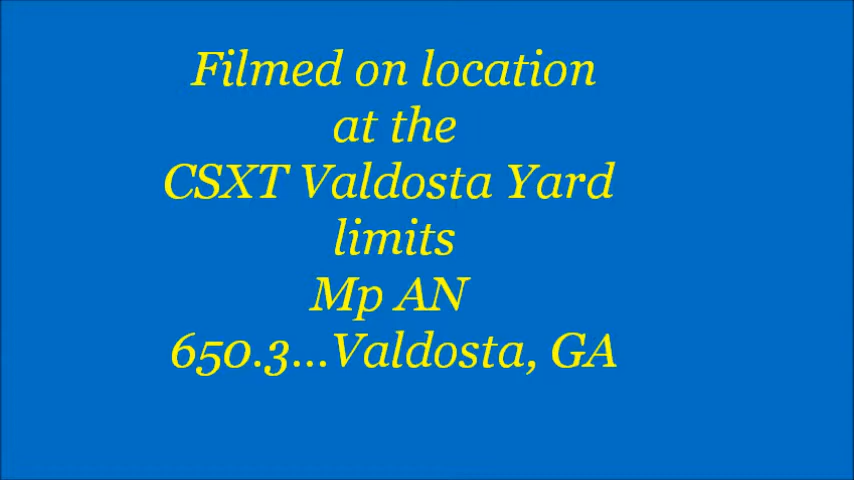 Filmed on location
at the
CSXT Valdosta Yard
limits
Mp AN
650.3...Valdosta, GA